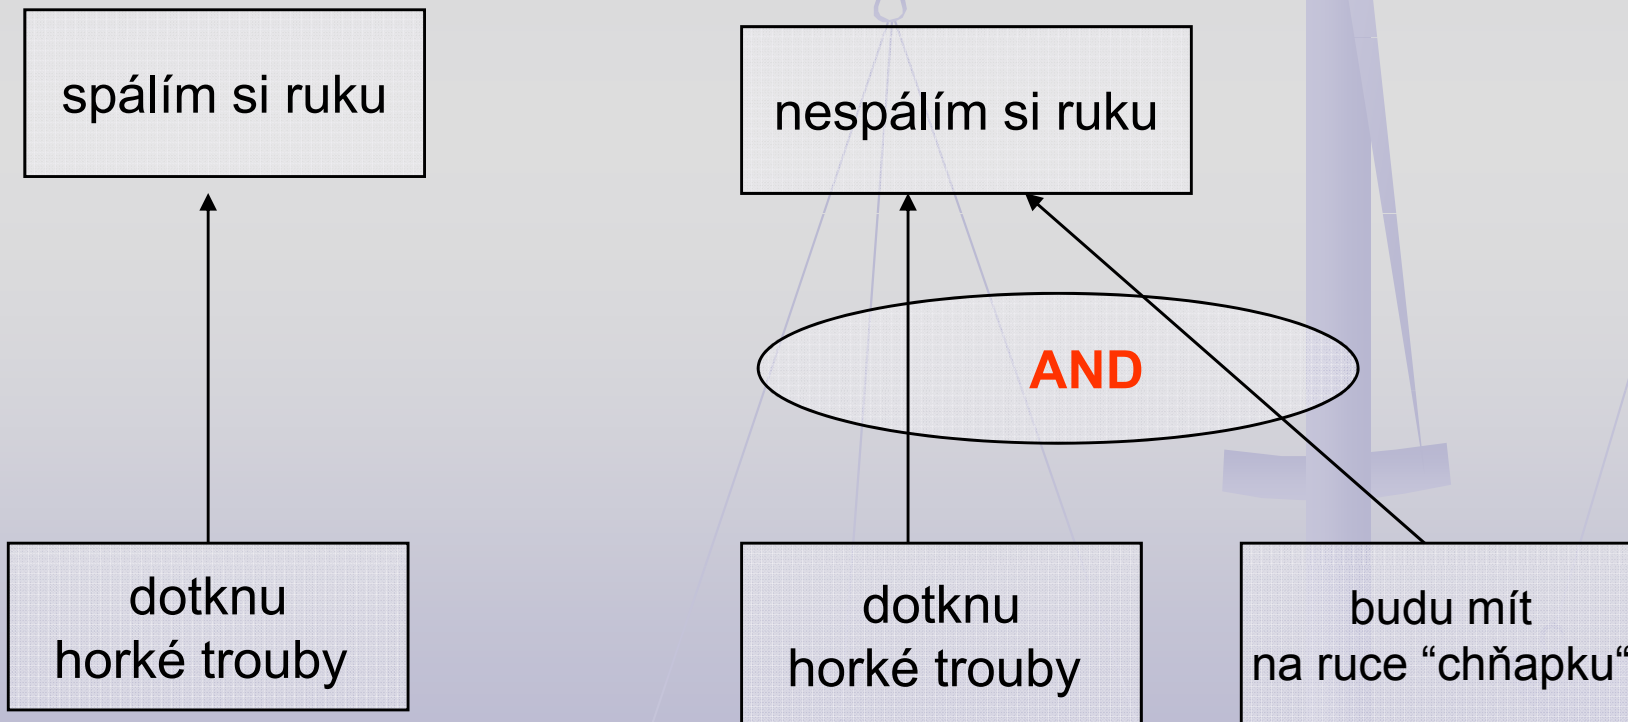 spálím si ruku
nespálím si ruku
AND
dotknu
horké trouby
dotknu
horké trouby
budu mít
na ruce “chňapku“